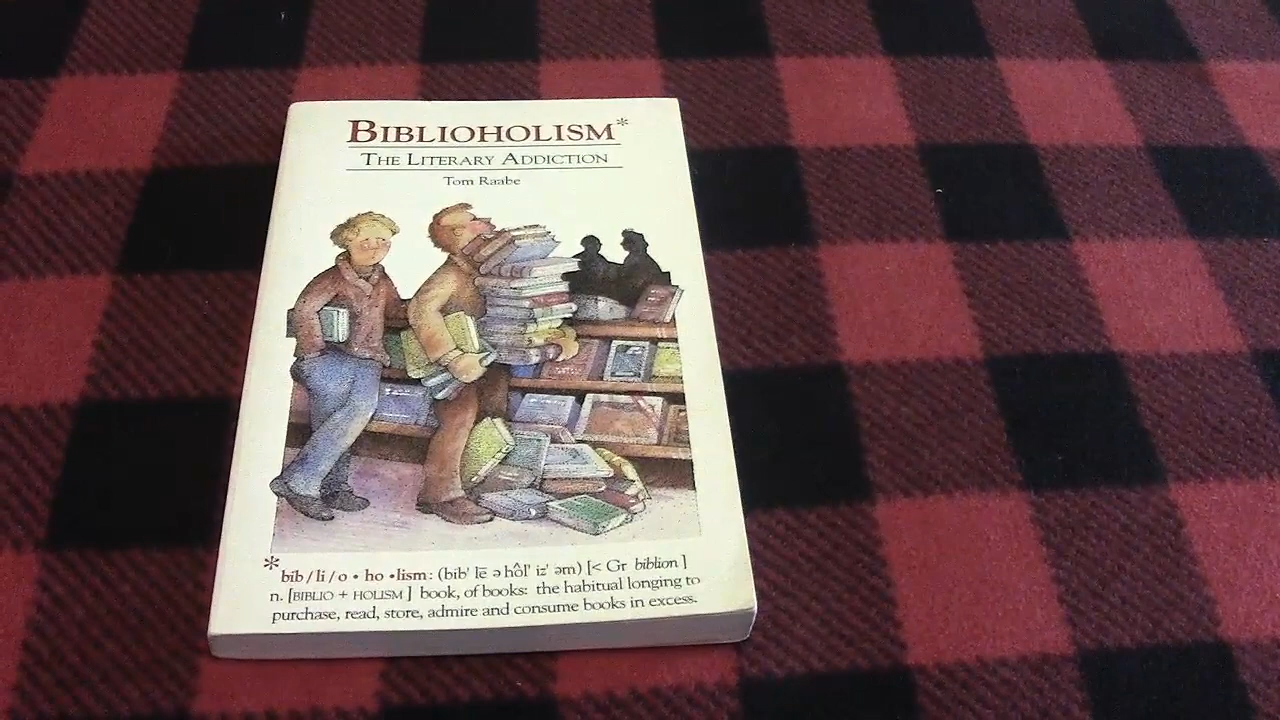 BIBLIOHOLISM*
THE LITERARY ADDICTION
Tom Raabe
*bib/li/o • ho •lism: (bib' lē ə hôl' iz' əm) [< Gr biblion ]
n. [BIBLIO + HOLISM ] book, of books: the habitual longing to
purchase, read, store, admire and consume books in excess.